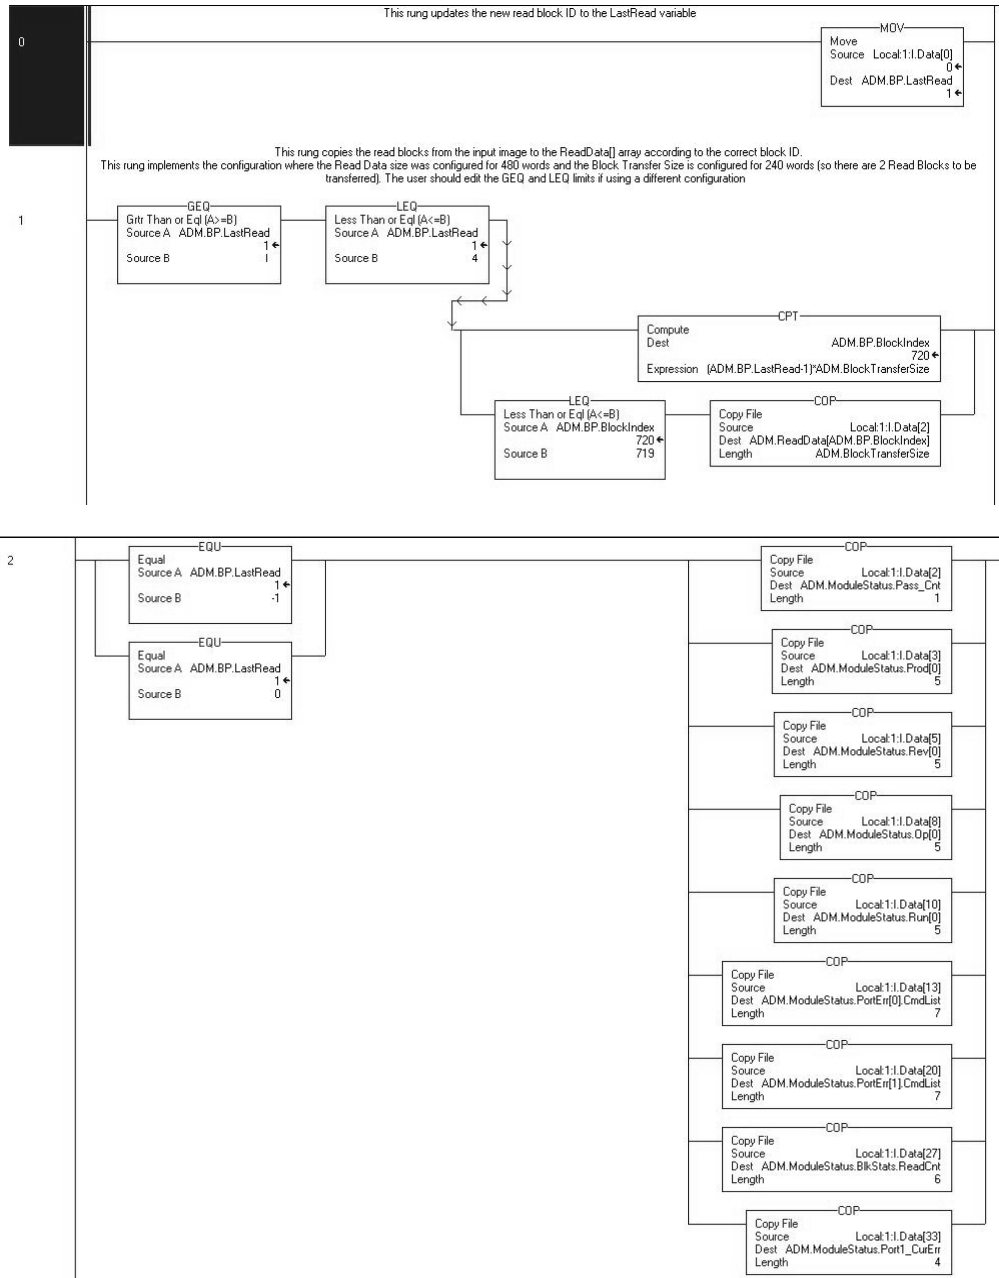 This rung updates the new read block ID to the LastRead variable
0
MOV
Move
Source Local:1:I.Data[0]
0
Dest ADM.BP.LastRead
1
This rung copies the read blocks from the input image to the ReadData[] array according to the correct block ID.
This rung implements the configuration where the Read Data size was configured for 480 words and the Block Transfer Size is configured for 240 words (so there are 2 Read Blocks to be
transferred). The user should edit the GEQ and LEQ limits if using a different configuration
1
GEQ
Grtr Than or Eql (A>=B)
Source A ADM.BP.LastRead
1
Source B 1
LEQ
Less Than or Eql (A<=B)
Source A ADM.BP.LastRead
1
Source B 4
CPT
Compute
Dest ADM.BP.BlockIndex
720
Expression (ADM.BP.LastRead-1)*ADM.BlockTransferSize
LEQ
Less Than or Eql (A<=B)
Source A ADM.BP.BlockIndex
720
Source B 719
COP
Copy File
Source Local:1:I.Data[2]
Dest ADM.ReadData[ADM.BP.BlockIndex]
Length ADM.BlockTransferSize
2
EQU
Equal
Source A ADM.BP.LastRead
1
Source B -1
EQU
Equal
Source A ADM.BP.LastRead
1
Source B 0
COP
Copy File
Source Local:1:I.Data[2]
Dest ADM.ModuleStatus.Pass_Cnt
Length 1
COP
Copy File
Source Local:1:I.Data[3]
Dest ADM.ModuleStatus.Prod[0]
Length 5
COP
Copy File
Source Local:1:I.Data[5]
Dest ADM.ModuleStatus.Rev[0]
Length 5
COP
Copy File
Source Local:1:I.Data[8]
Dest ADM.ModuleStatus.Op[0]
Length 5
COP
Copy File
Source Local:1:I.Data[10]
Dest ADM.ModuleStatus.Run[0]
Length 5
COP
Copy File
Source Local:1:I.Data[13]
Dest ADM.ModuleStatus.PortErr[0].CmdList
Length 7
COP
Copy File
Source Local:1:I.Data[20]
Dest ADM.ModuleStatus.PortErr[1].CmdList
Length 7
COP
Copy File
Source Local:1:I.Data[27]
Dest ADM.ModuleStatus.BlkStats.ReadCnt
Length 6
COP
Copy File
Source Local:1:I.Data[33]
Dest ADM.ModuleStatus.Port1_CurErr
Length 4